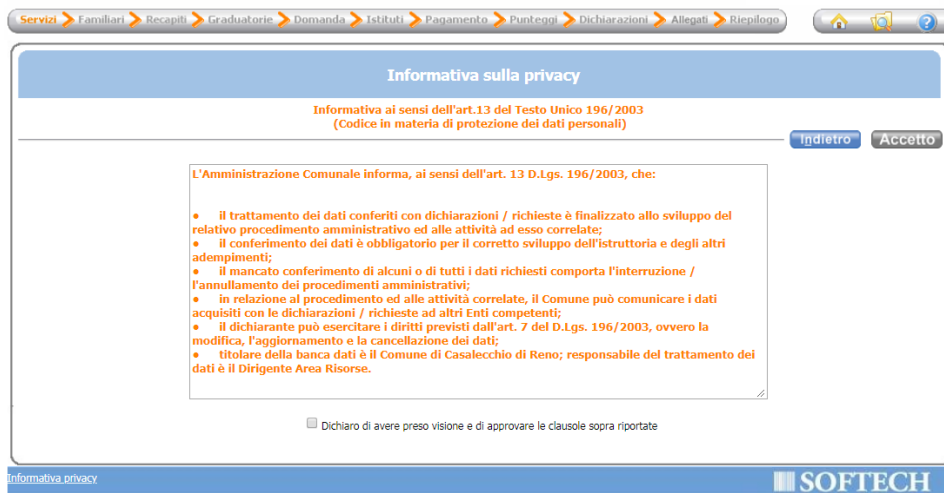 Servizi Familiari Recapiti Graduatorie Domanda Istituti Pagamento Punteggi Dichiarazioni Allegati Riepilogo
Informativa sulla privacy
Informativa ai sensi dell'art.13 del Testo Unico 196/2003
(Codice in materia di protezione dei dati personali)
Indietro Accetto
L'Amministrazione Comunale informa, ai sensi dell'art. 13 D.Lgs. 196/2003, che:
● il trattamento dei dati conferiti con dichiarazioni / richieste è finalizzato allo sviluppo del
relativo procedimento amministrativo ed alle attività ad esso correlate;
● il conferimento dei dati è obbligatorio per il corretto sviluppo dell'istruttoria e degli altri
adempimenti;
● il mancato conferimento di alcuni o di tutti i dati richiesti comporta l'interruzione /
l'annullamento dei procedimenti amministrativi;
● in relazione al procedimento ed alle attività correlate, il Comune può comunicare i dati
acquisiti con le dichiarazioni / richieste ad altri Enti competenti;
● il dichiarante può esercitare i diritti previsti dall'art. 7 del D.Lgs. 196/2003, ovvero la
modifica, l'aggiornamento e la cancellazione dei dati;
● titolare della banca dati è il Comune di Casalecchio di Reno; responsabile del trattamento dei
dati è il Dirigente Area Risorse.
Dichiaro di avere preso visione e di approvare le clausole sopra riportate
Informativa privacy
SOFTECH